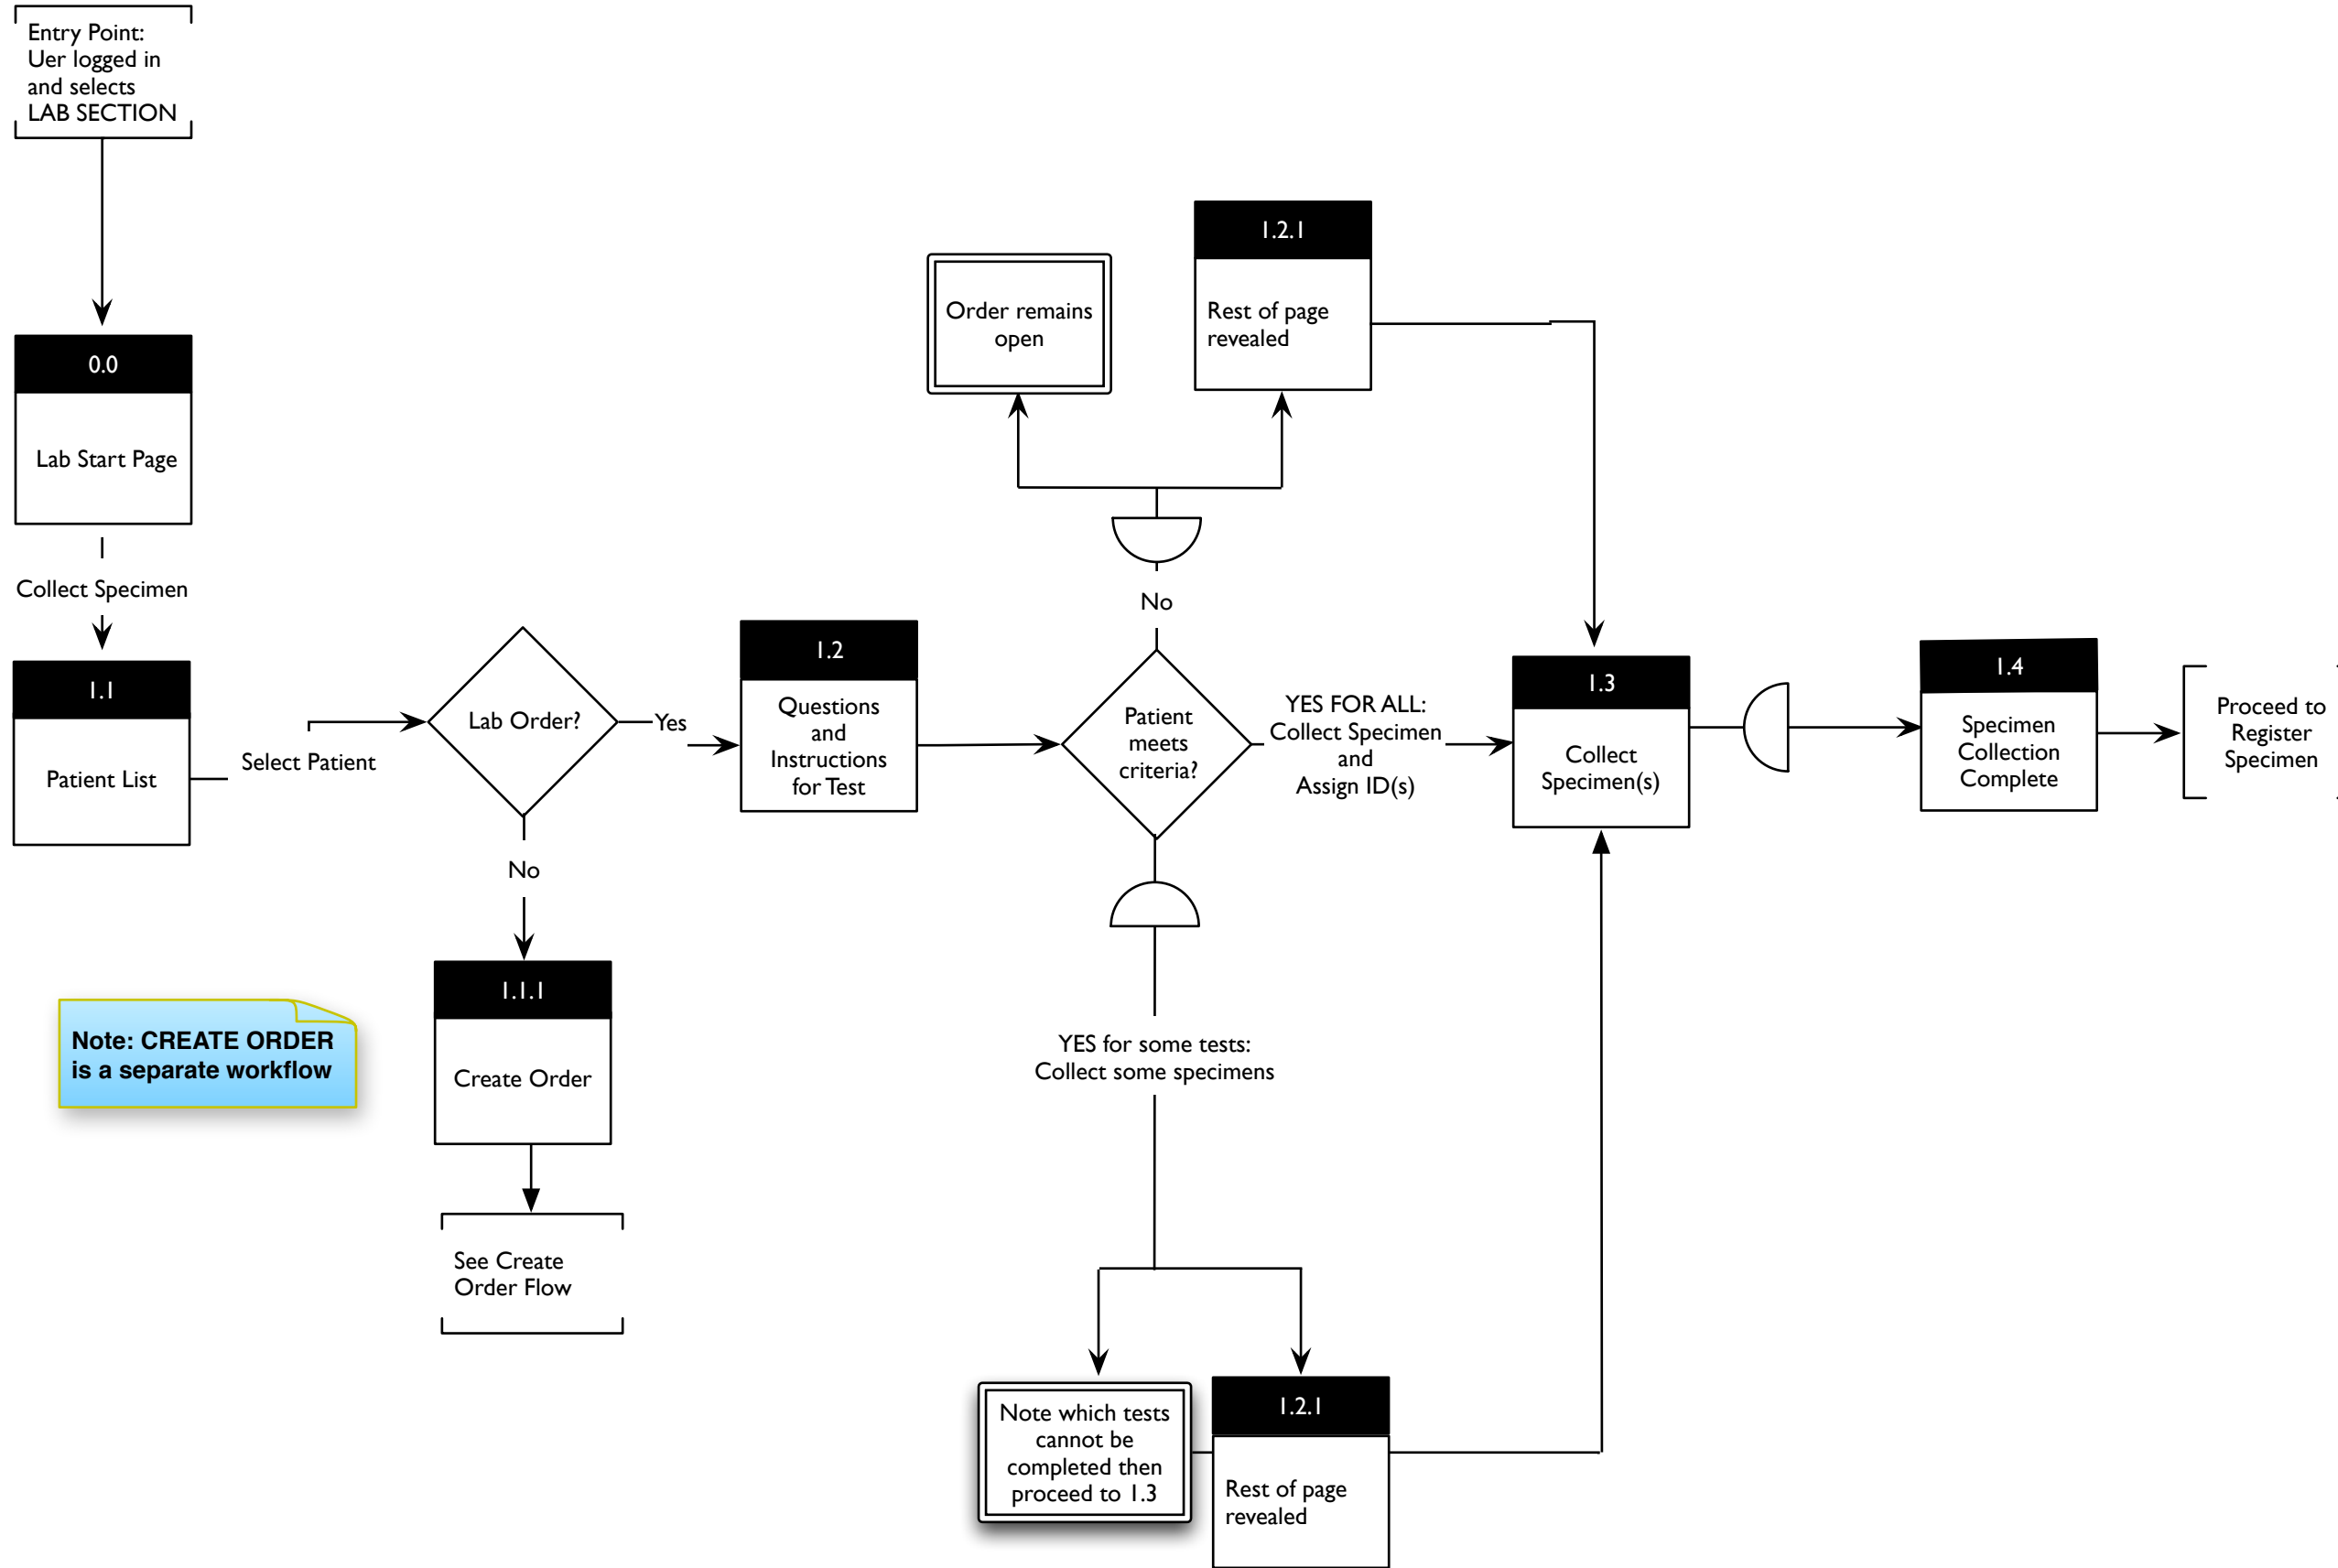 Entry Point:
Uer logged in
and selects
LAB SECTION
0.0
Lab Start Page
Collect Specimen
1.1
Patient List
Select Patient
Lab Order?
Yes
No
1.1.1
Create Order
See Create
Order Flow
Note: CREATE ORDER
is a separate workflow
1.2
Questions
and
Instructions
for Test
Patient
meets
criteria?
No
Order remains
open
1.2.1
Rest of page
revealed
YES FOR ALL:
Collect Specimen
and
Assign ID(s)
YES for some tests:
Collect some specimens
Note which tests
cannot be
completed then
proceed to 1.3
1.2.1
Rest of page
revealed
1.3
Collect
Specimen(s)
1.4
Specimen
Collection
Complete
Proceed to
Register
Specimen